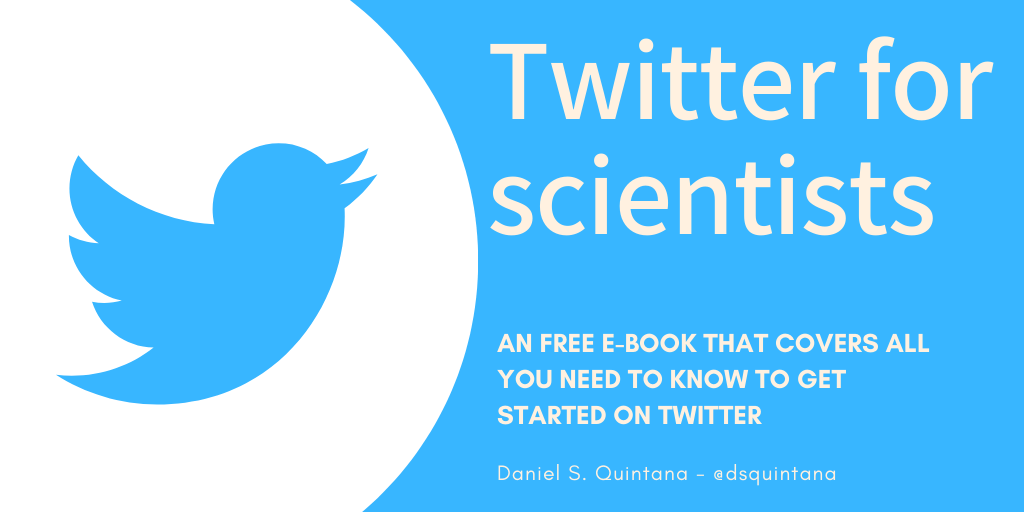 Twitter for
scientists
AN FREE E-BOOK THAT COVERS ALL
YOU NEED TO KNOW TO GET
STARTED ON TWITTER
Daniel S. Quintana - @dsquintana